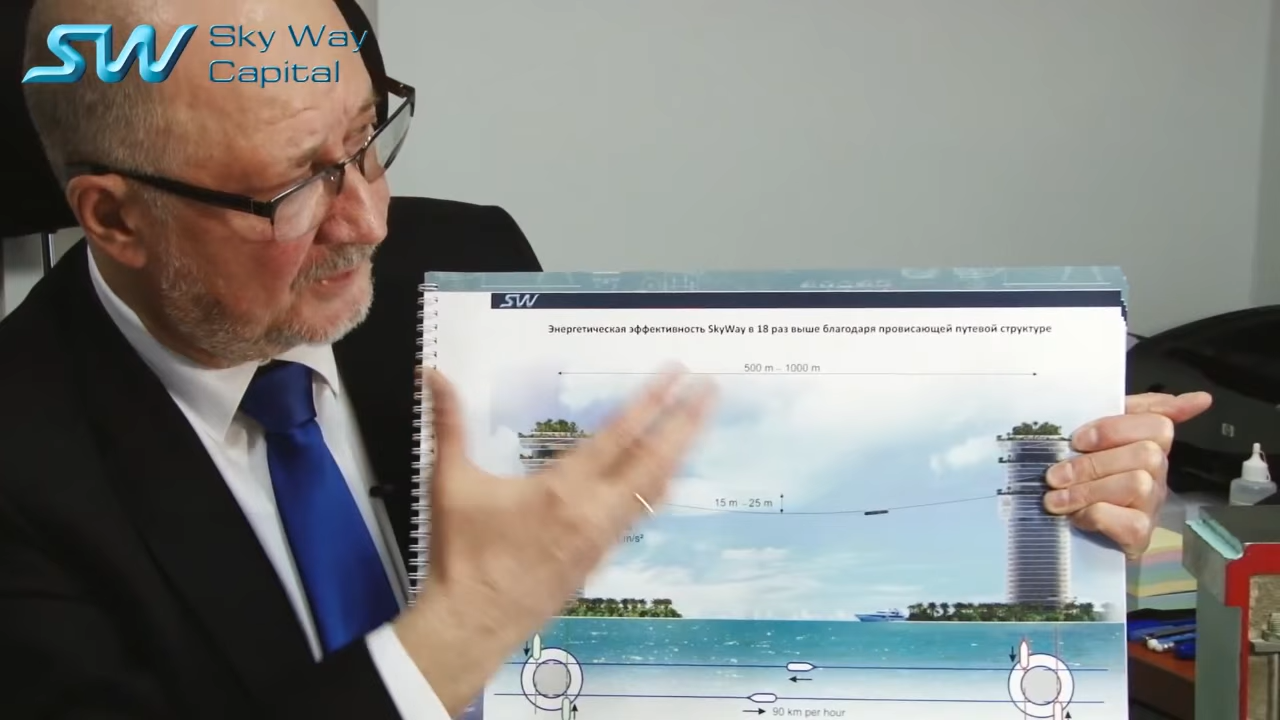 SW Sky Way
Capital
SW
Энергетическая эффективность SkyWay в 18 раз выше благодаря провисающей путевой структуре
500 m – 1000 m
15 m – 25 m
m/s²
90 km per hour